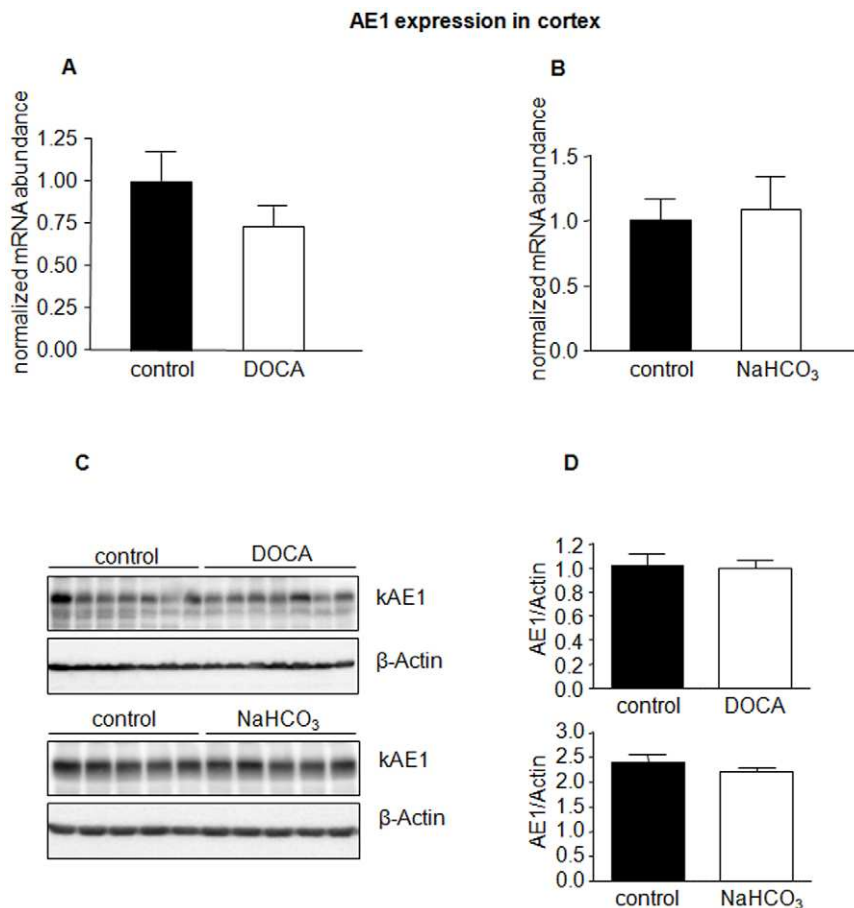 AE1 expression in cortex
A
normalized mRNA abundance
1.25
1.00
0.75
0.50
0.25
0.00
control DOCA
B
normalized mRNA abundance
1.5
1.0
0.5
0.0
control NaHCO₃
C
control DOCA
kAE1
β-Actin
control NaHCO₃
kAE1
β-Actin
D
AE1/Actin
1.2
1.0
0.8
0.6
0.4
0.2
0.0
control DOCA
AE1/Actin
2.5
2.0
1.5
1.0
0.5
0.0
control NaHCO₃